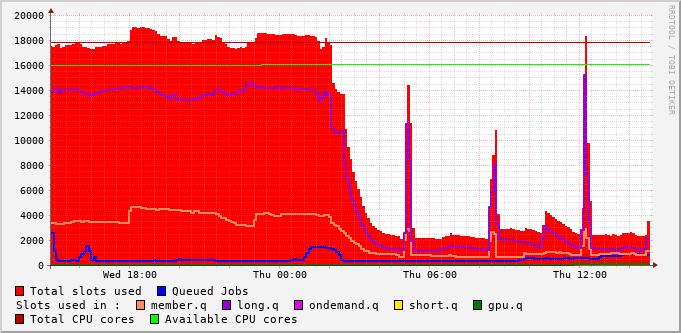 20000
18000
16000
14000
12000
10000
8000
6000
4000
2000
0
Wed 18:00 Thu 00:00 Thu 06:00 Thu 12:00
RRDTOOL / TOBI OETIKER
Total slots used Queued Jobs
Slots used in : member.q long.q ondemand.q short.q gpu.q
Total CPU cores Available CPU cores